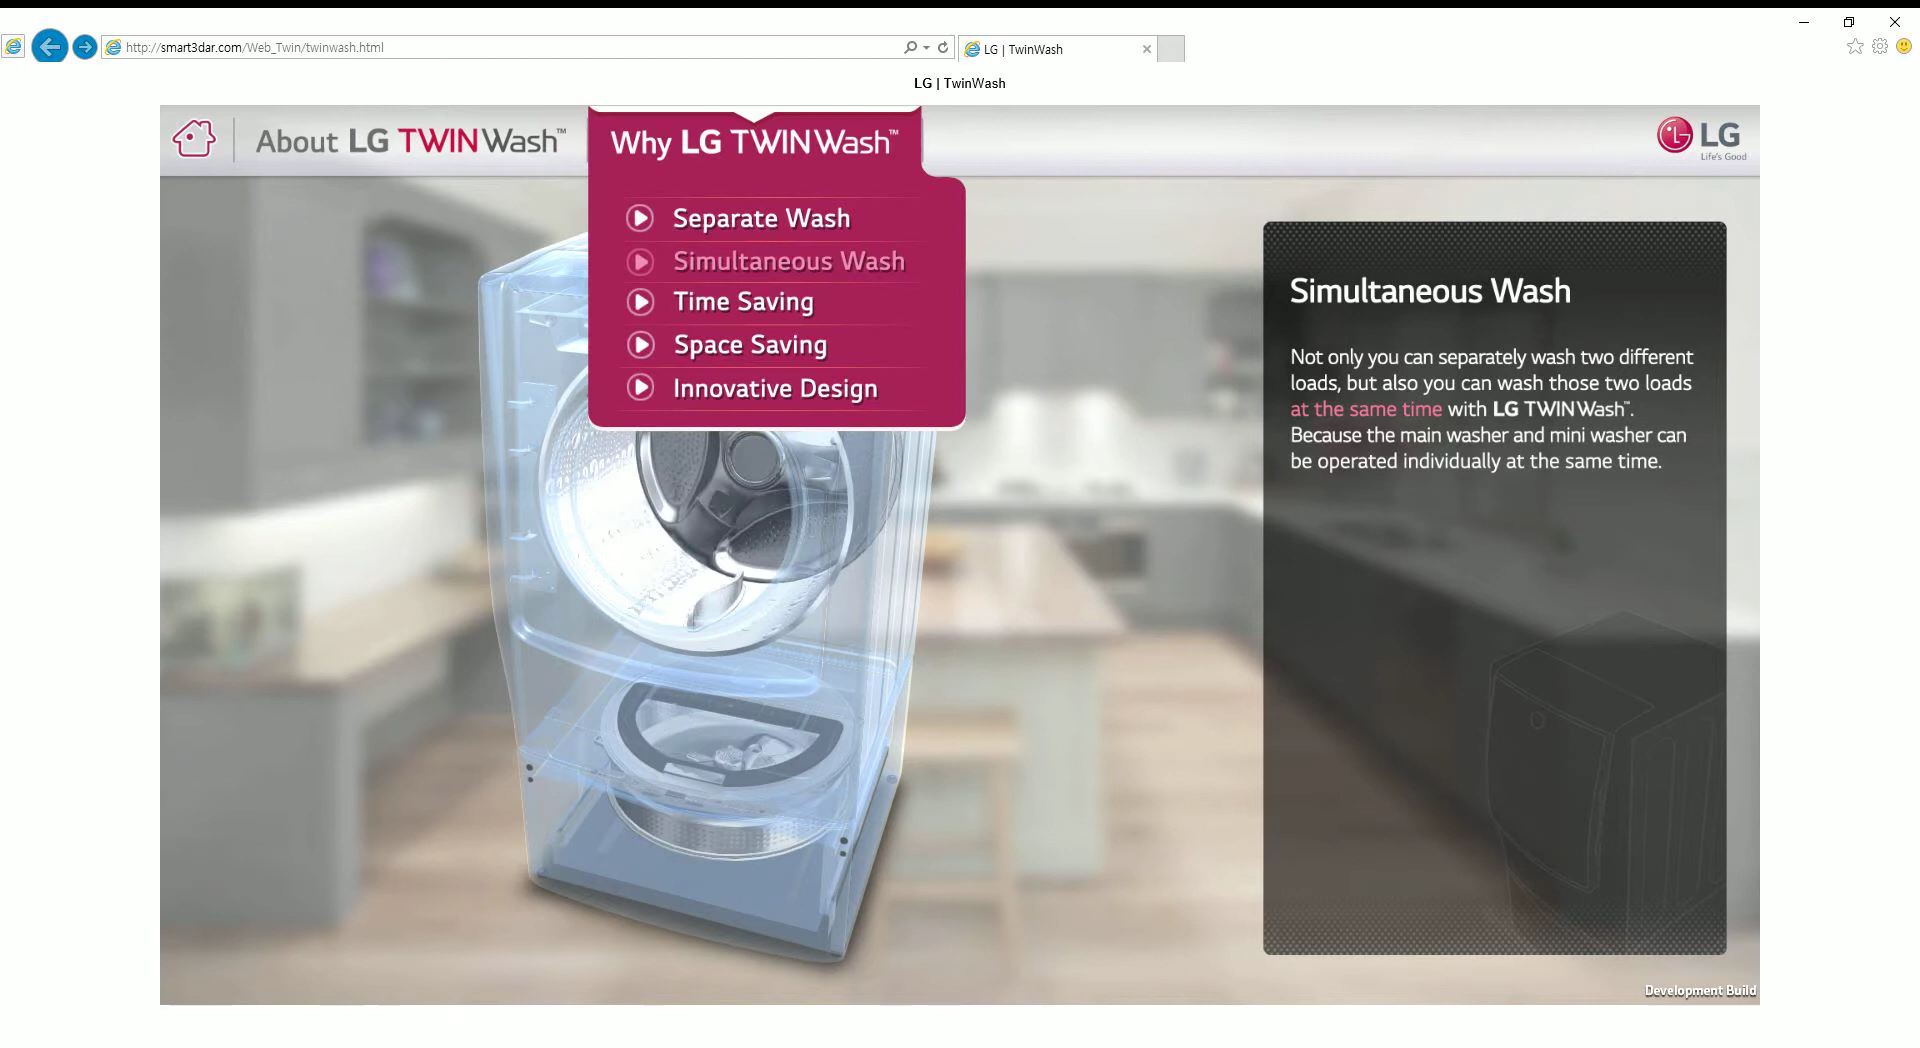 http://smart3dar.com/Web_Twin/twinwash.html
LG | TwinWash
LG | TwinWash
About LG TWINWash™
Why LG TWINWash™
LG
Life's Good
Separate Wash
Simultaneous Wash
Time Saving
Space Saving
Innovative Design
Simultaneous Wash
Not only you can separately wash two different
loads, but also you can wash those two loads
at the same time with LG TWINWash™.
Because the main washer and mini washer can
be operated individually at the same time.
Development Build